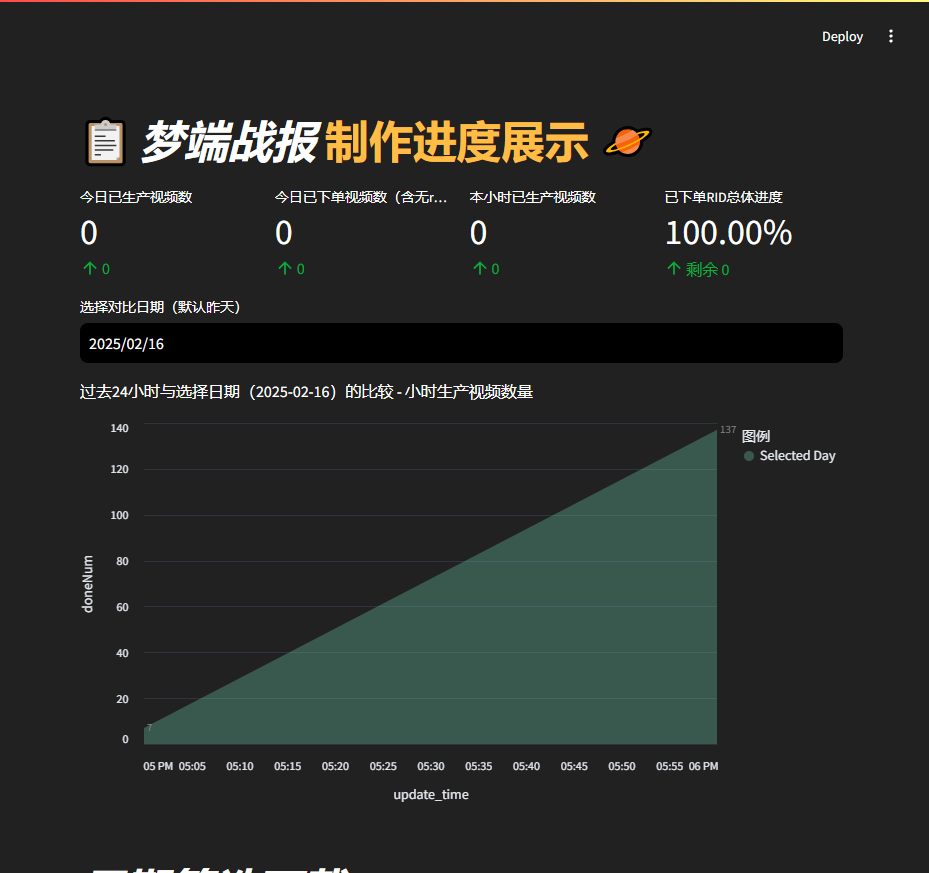 Deploy
梦端战报 制作进度展示
今日已生产视频数
0
0
今日已下单视频数（含无r...
0
0
本小时已生产视频数
0
0
已下单RID总体进度
100.00%
剩余 0
选择对比日期（默认昨天）
2025/02/16
过去24小时与选择日期（2025-02-16）的比较 - 小时生产视频数量
140
120
100
80
60
40
20
0
doneNum
7
137
图例
Selected Day
05 PM 05:05 05:10 05:15 05:20 05:25 05:30 05:35 05:40 05:45 05:50 05:55 06 PM
update_time